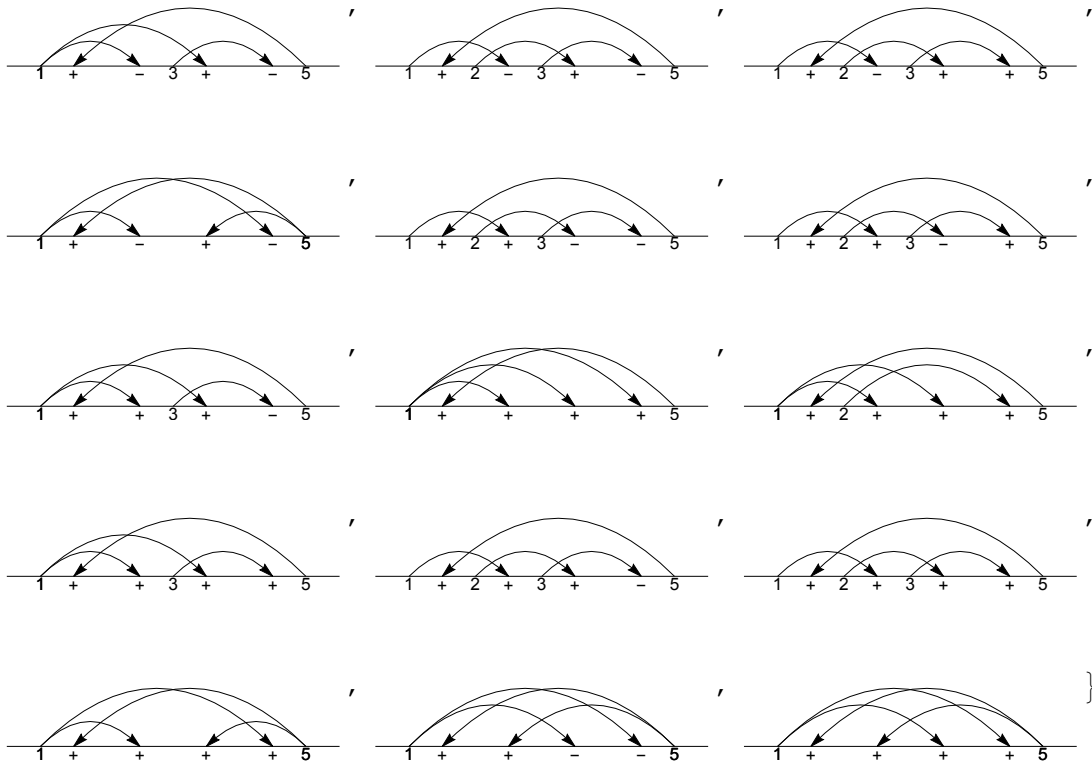 , , ,
1 + − 3 + − 5 1 + 2 − 3 + − 5 1 + 2 − 3 + + 5
, , ,
1 + − + − 5 1 + 2 + 3 − − 5 1 + 2 + 3 − + 5
, , ,
1 + + 3 + − 5 1 + + + + 5 1 + 2 + + + 5
, , ,
1 + + 3 + + 5 1 + 2 + 3 + − 5 1 + 2 + 3 + + 5
, , }
1 + + + + 5 1 + + − − 5 1 + + + + 5